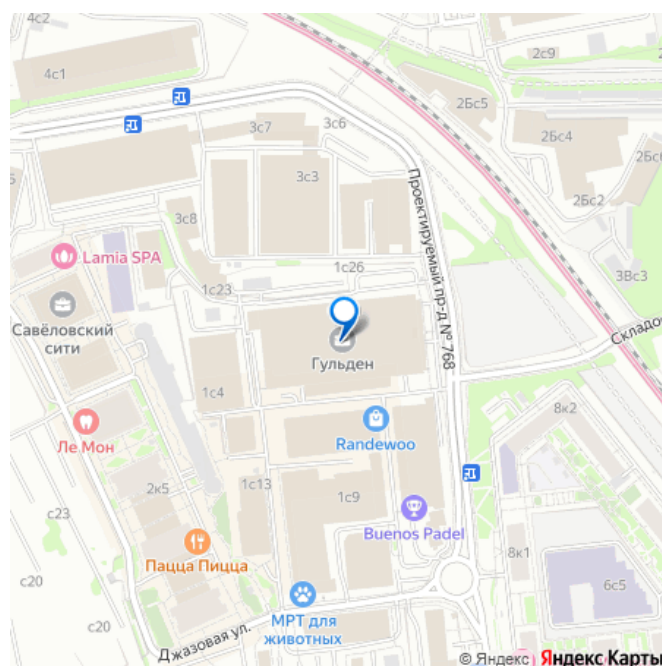 4с2
4с1
2с9
2Бс5
3с7
3с6
2Бс4
2Бс6
3с3
2Бс2
3с8
Проектируемый пр-д № 768
Lamia SPA
1с26
3Вс3
1с23
Савёловский
сити
Складо
Гульден
1с4
8к2
Ле Мон
Randewoo
1с13
2к5
1с9
с23
Buenos Padel
8к1
Пацца Пицца
с20
6с5
МРТ для
животных
с20
Джазовая ул.
© Яндекс Яндекс Карты